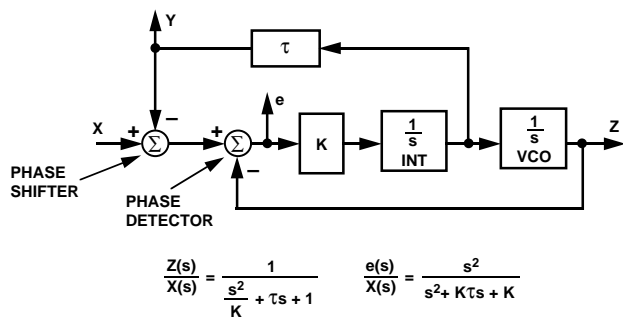 Y
τ
e
X
+
−
Σ
+
Σ
−
K
1
s
INT
1
s
VCO
Z
PHASE
SHIFTER
PHASE
DETECTOR
Z(s)/X(s) = 1/(s²/K + τs + 1)
e(s)/X(s) = s²/(s² + Kτs + K)